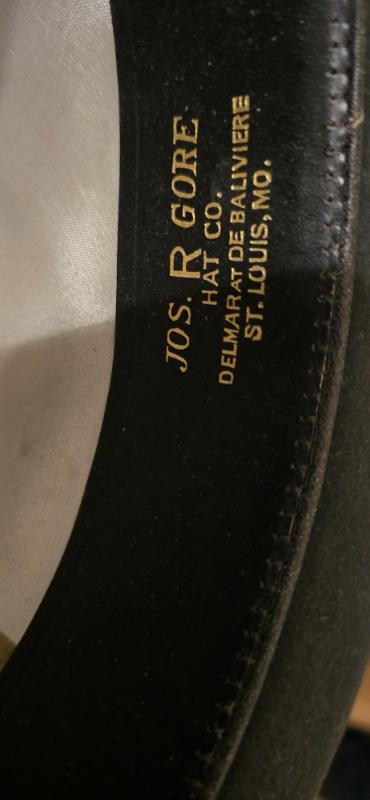 JOS. R GORE
HAT CO.
DELMAR AT DE BALIVIERE
ST. LOUIS, MO.